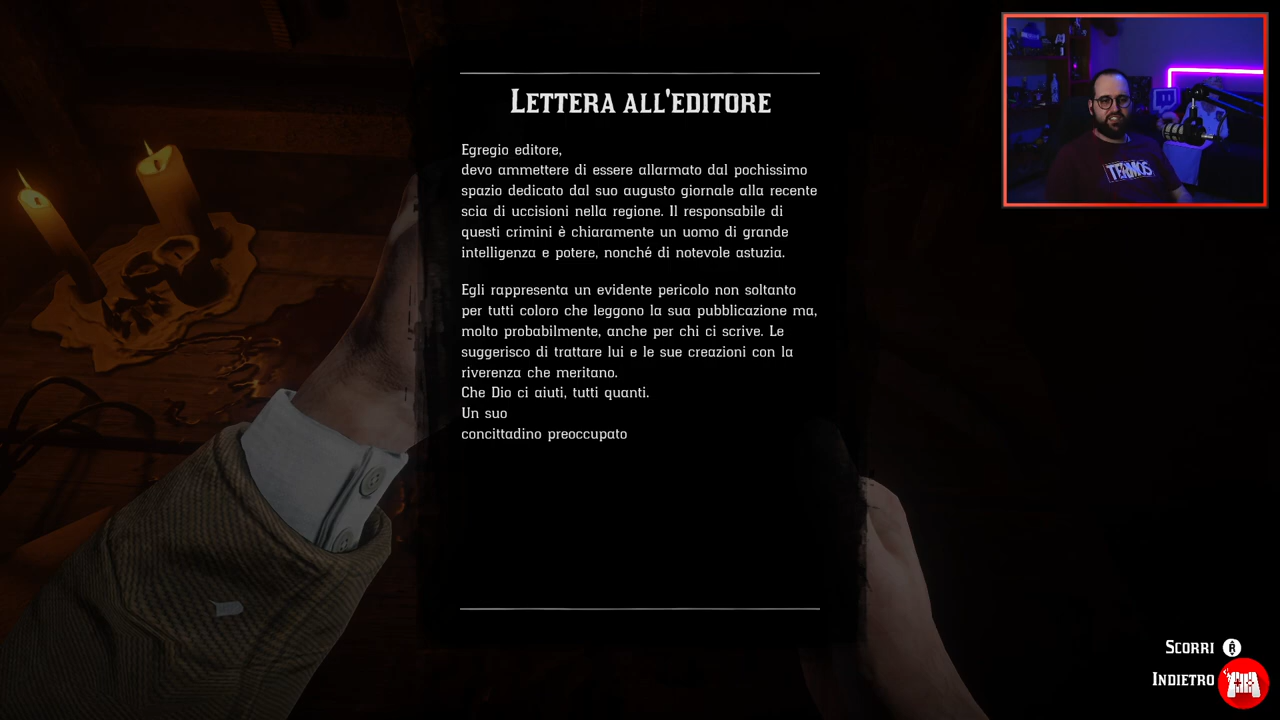 LETTERA ALL'EDITORE
Egregio editore,
devo ammettere di essere allarmato dal pochissimo
spazio dedicato dal suo augusto giornale alla recente
scia di uccisioni nella regione. Il responsabile di
questi crimini è chiaramente un uomo di grande
intelligenza e potere, nonché di notevole astuzia.
Egli rappresenta un evidente pericolo non soltanto
per tutti coloro che leggono la sua pubblicazione ma,
molto probabilmente, anche per chi ci scrive. Le
suggerisco di trattare lui e le sue creazioni con la
riverenza che meritano.
Che Dio ci aiuti, tutti quanti.
Un suo
concittadino preoccupato
SCORRI R
INDIETRO